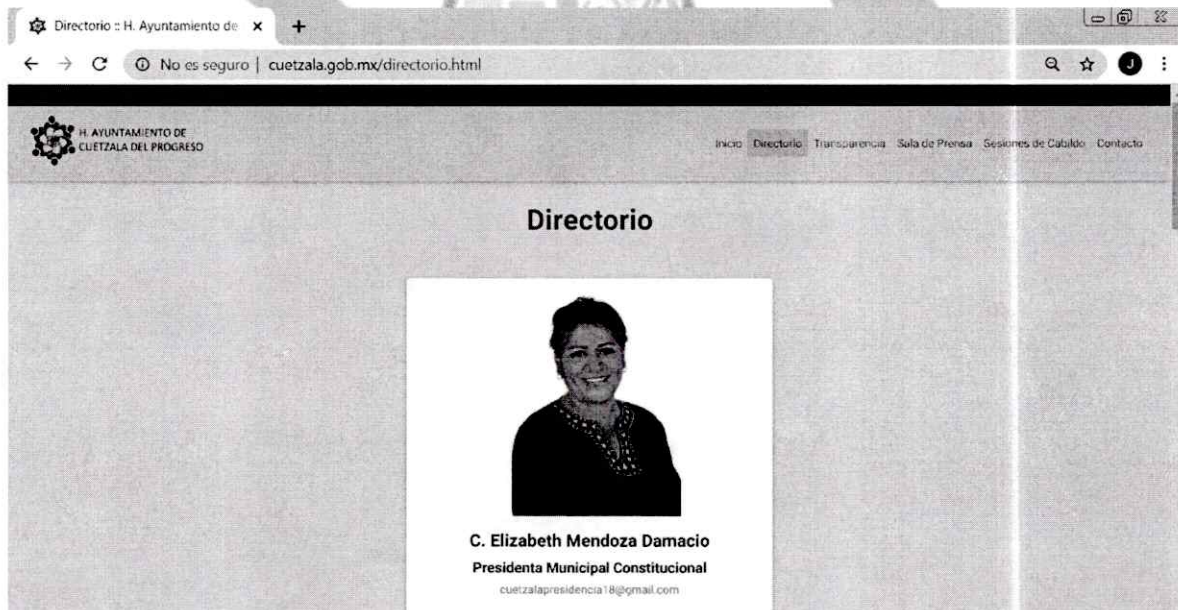 Directorio :: H. Ayuntamiento de
No es seguro | cuetzala.gob.mx/directorio.html
J
H. AYUNTAMIENTO DE
CUETZALA DEL PROGRESO
Inicio Directorio Transparencia Sala de Prensa Sesiones de Cabildo Contacto
Directorio
C. Elizabeth Mendoza Damacio
Presidenta Municipal Constitucional
cuetzalapresidencia18@gmail.com